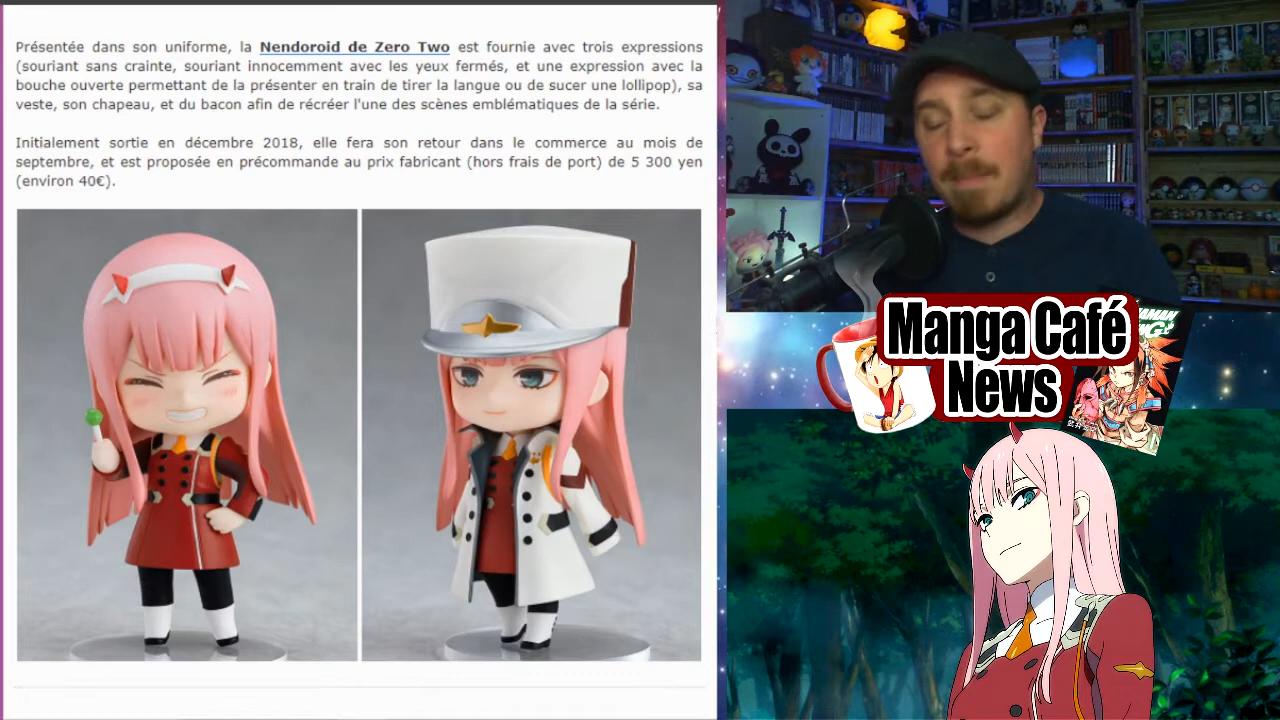 Présentée dans son uniforme, la Nendoroid de Zero Two est fournie avec trois expressions
(souriant sans crainte, souriant innocemment avec les yeux fermés, et une expression avec la
bouche ouverte permettant de la présenter en train de tirer la langue ou de sucer une lollipop), sa
veste, son chapeau, et du bacon afin de récréer l'une des scènes emblématiques de la série.
Initialement sortie en décembre 2018, elle fera son retour dans le commerce au mois de
septembre, et est proposée en précommande au prix fabricant (hors frais de port) de 5 300 yen
(environ 40€).
Manga Café
News